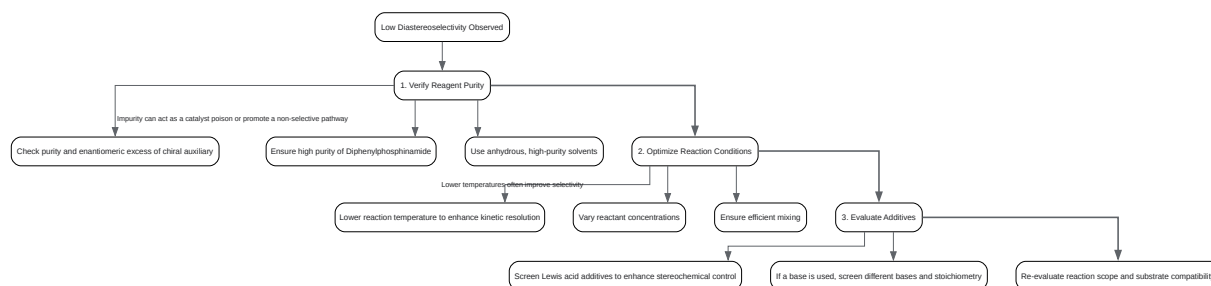 Low Diastereoselectivity Observed
1. Verify Reagent Purity
Impurity can act as a catalyst poison or promote a non-selective pathway
Check purity and enantiomeric excess of chiral auxiliary
Ensure high purity of Diphenylphosphinamide
Use anhydrous, high-purity solvents
2. Optimize Reaction Conditions
Lower temperatures often improve selectivity
Lower reaction temperature to enhance kinetic resolution
Vary reactant concentrations
Ensure efficient mixing
3. Evaluate Additives
Screen Lewis acid additives to enhance stereochemical control
If a base is used, screen different bases and stoichiometry
Re-evaluate reaction scope and substrate